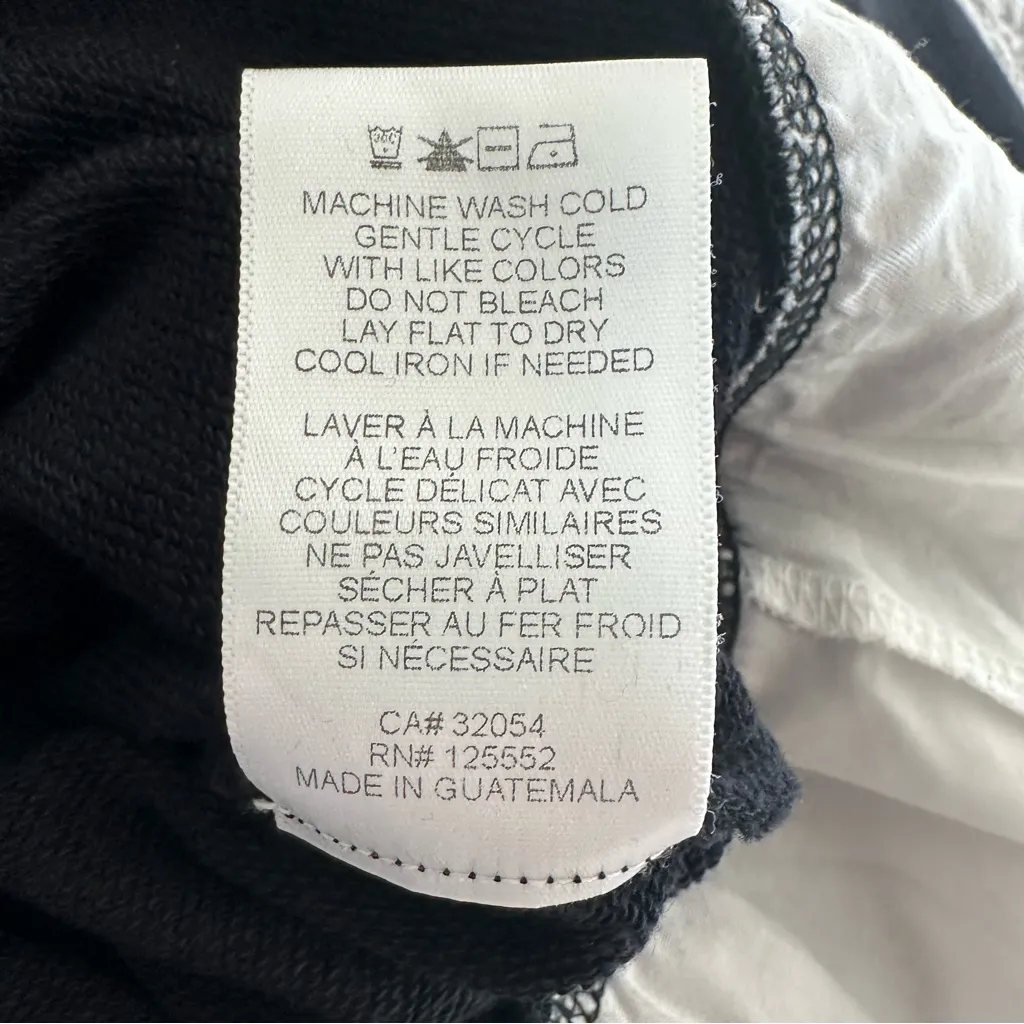 MACHINE WASH COLD
GENTLE CYCLE
WITH LIKE COLORS
DO NOT BLEACH
LAY FLAT TO DRY
COOL IRON IF NEEDED
LAVER À LA MACHINE
À L'EAU FROIDE
CYCLE DÉLICAT AVEC
COULEURS SIMILAIRES
NE PAS JAVELLISER
SÉCHER À PLAT
REPASSER AU FER FROID
SI NÉCESSAIRE
CA# 32054
RN# 125552
MADE IN GUATEMALA